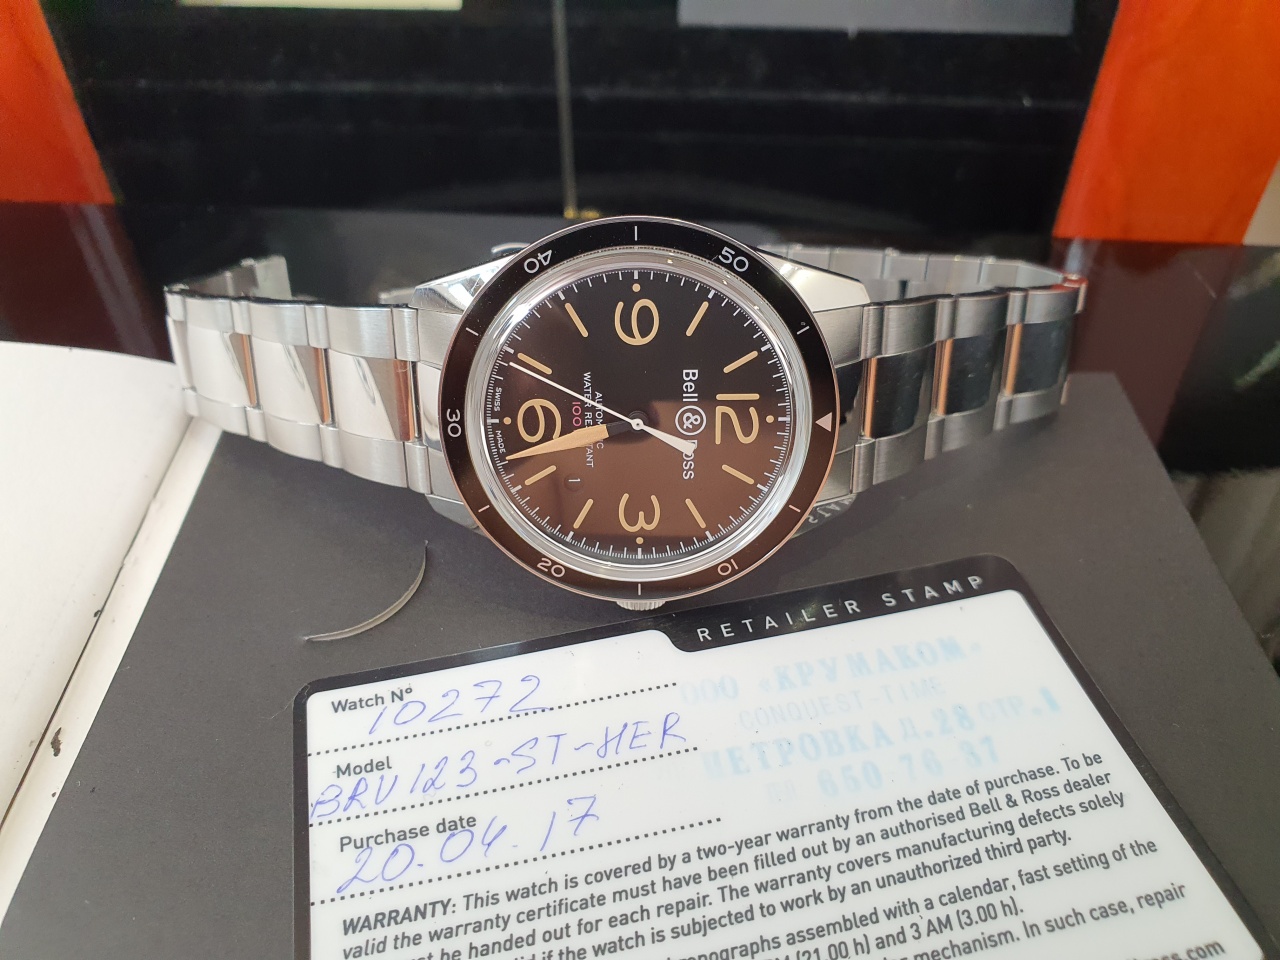 40
50
30
20
10
9
12
6
3
Bell & Ross
AUTOMATIC
WATER RESISTANT
100
SWISS MADE
1
RETAILER STAMP
Watch N° 10272
Model BRV123-ST-HER
Purchase date 20.04.17
ООО «КРУМАКОМ»
CONQUEST-TIME
ПЕТРОВКА Д.28 СТР.1
650 76 37
WARRANTY: This watch is covered by a two-year warranty from the date of purchase. To be
valid the warranty certificate must have been filled out by an authorised Bell & Ross dealer
be handed out for each repair. The warranty covers manufacturing defects solely
if the watch is subjected to work by an unauthorized third party.
assembled with a calendar, fast setting of the
(21.00 h) and 3 AM (3.00 h).
mechanism. In such case, repair